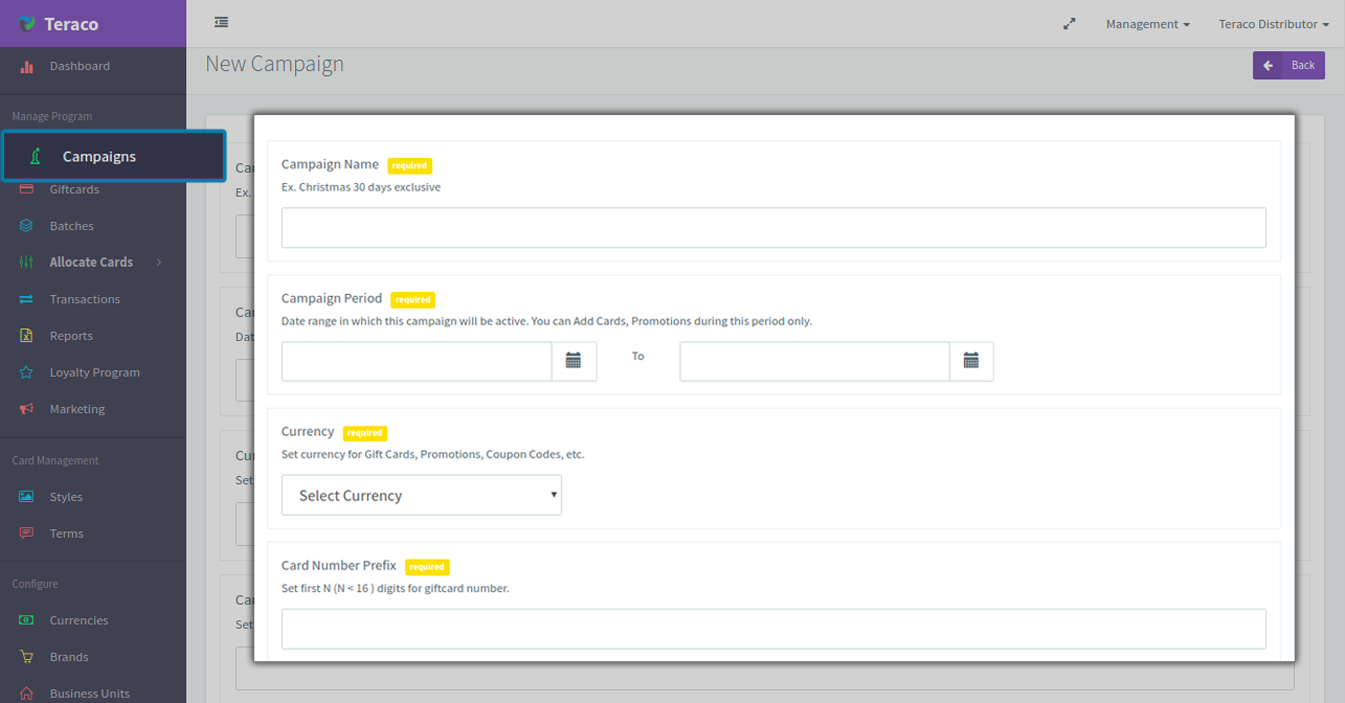 Teraco
Management
Teraco Distributor
Dashboard
New Campaign
Back
Manage Program
Campaigns
Giftcards
Batches
Allocate Cards
Transactions
Reports
Loyalty Program
Marketing
Card Management
Styles
Terms
Configure
Currencies
Brands
Business Units
Car
Ex.
Ca
Dat
Cu
Set
Ca
Set
Campaign Name required
Ex. Christmas 30 days exclusive
Campaign Period required
Date range in which this campaign will be active. You can Add Cards, Promotions during this period only.
To
Currency required
Set currency for Gift Cards, Promotions, Coupon Codes, etc.
Select Currency
Card Number Prefix required
Set first N (N < 16 ) digits for giftcard number.